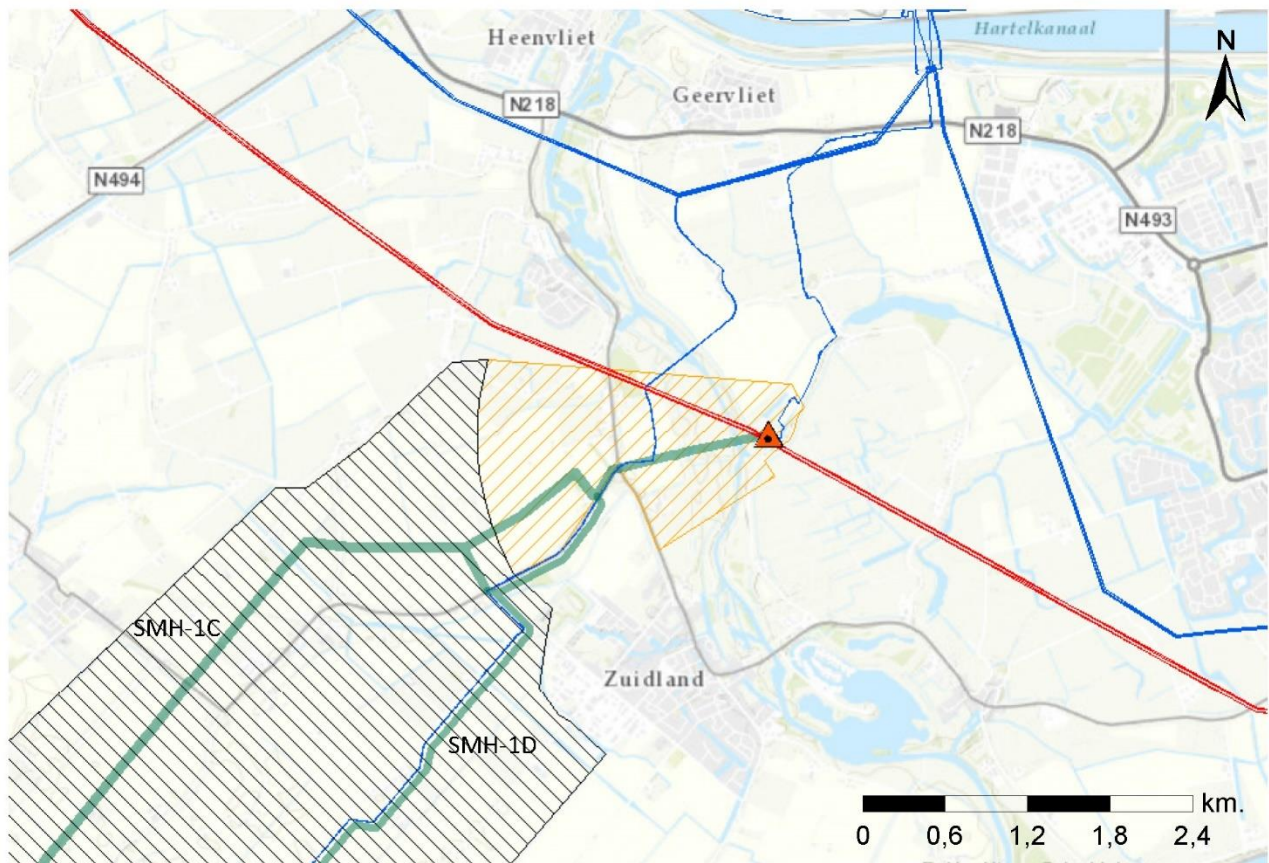 Hartelkanaal
Heenvliet
N
Geervliet
N218
N218
N494
N493
SMH-1C
Zuidland
SMH-1D
km.
0 0,6 1,2 1,8 2,4